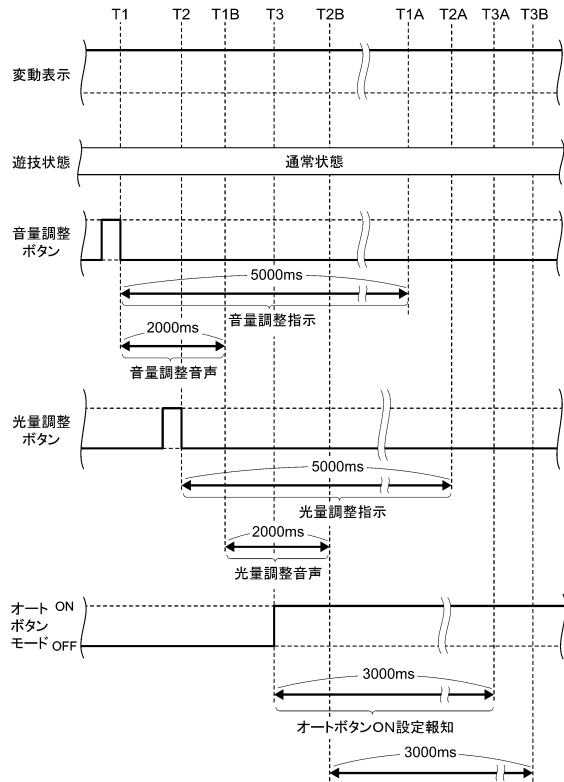 T1 T2 T1B T3 T2B T1A T2A T3A T3B
変動表示
遊技状態
通常状態
音量調整
ボタン
5000ms
音量調整指示
2000ms
音量調整音声
光量調整
ボタン
5000ms
光量調整指示
2000ms
光量調整音声
オート
ボタン
モード
ON
OFF
3000ms
オートボタンON設定報知
3000ms